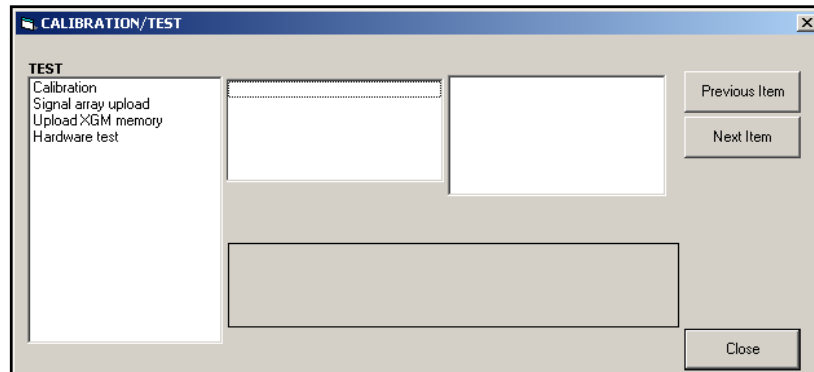 CALIBRATION/TEST
TEST
Calibration
Signal array upload
Upload XGM memory
Hardware test
Previous Item
Next Item
Close